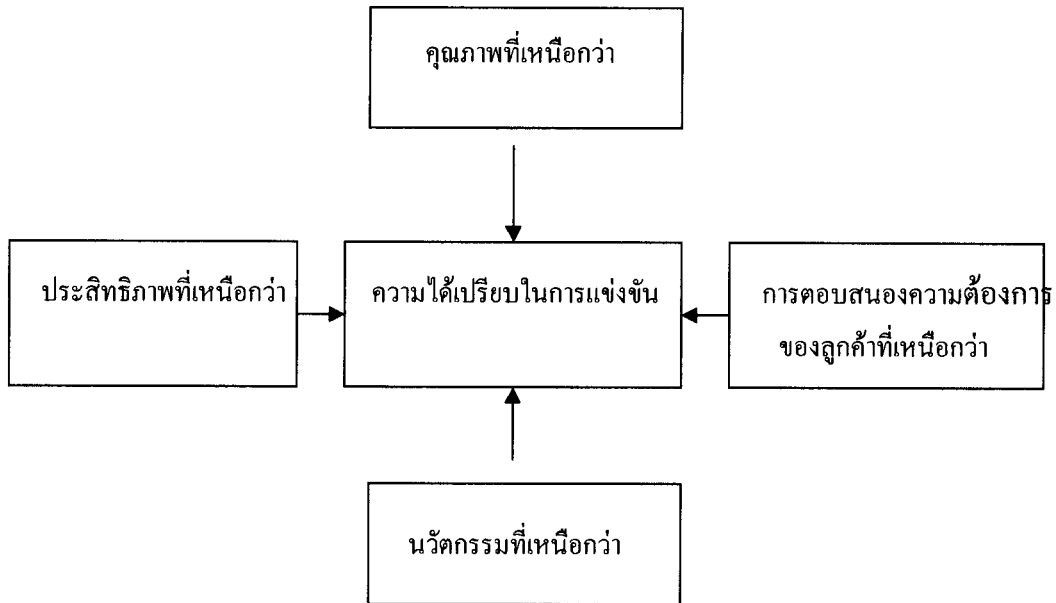 คุณภาพที่เหนือกว่า
ประสิทธิภาพที่เหนือกว่า
ความได้เปรียบในการแข่งขัน
การตอบสนองความต้องการ
ของลูกค้าที่เหนือกว่า
นวัตกรรมที่เหนือกว่า